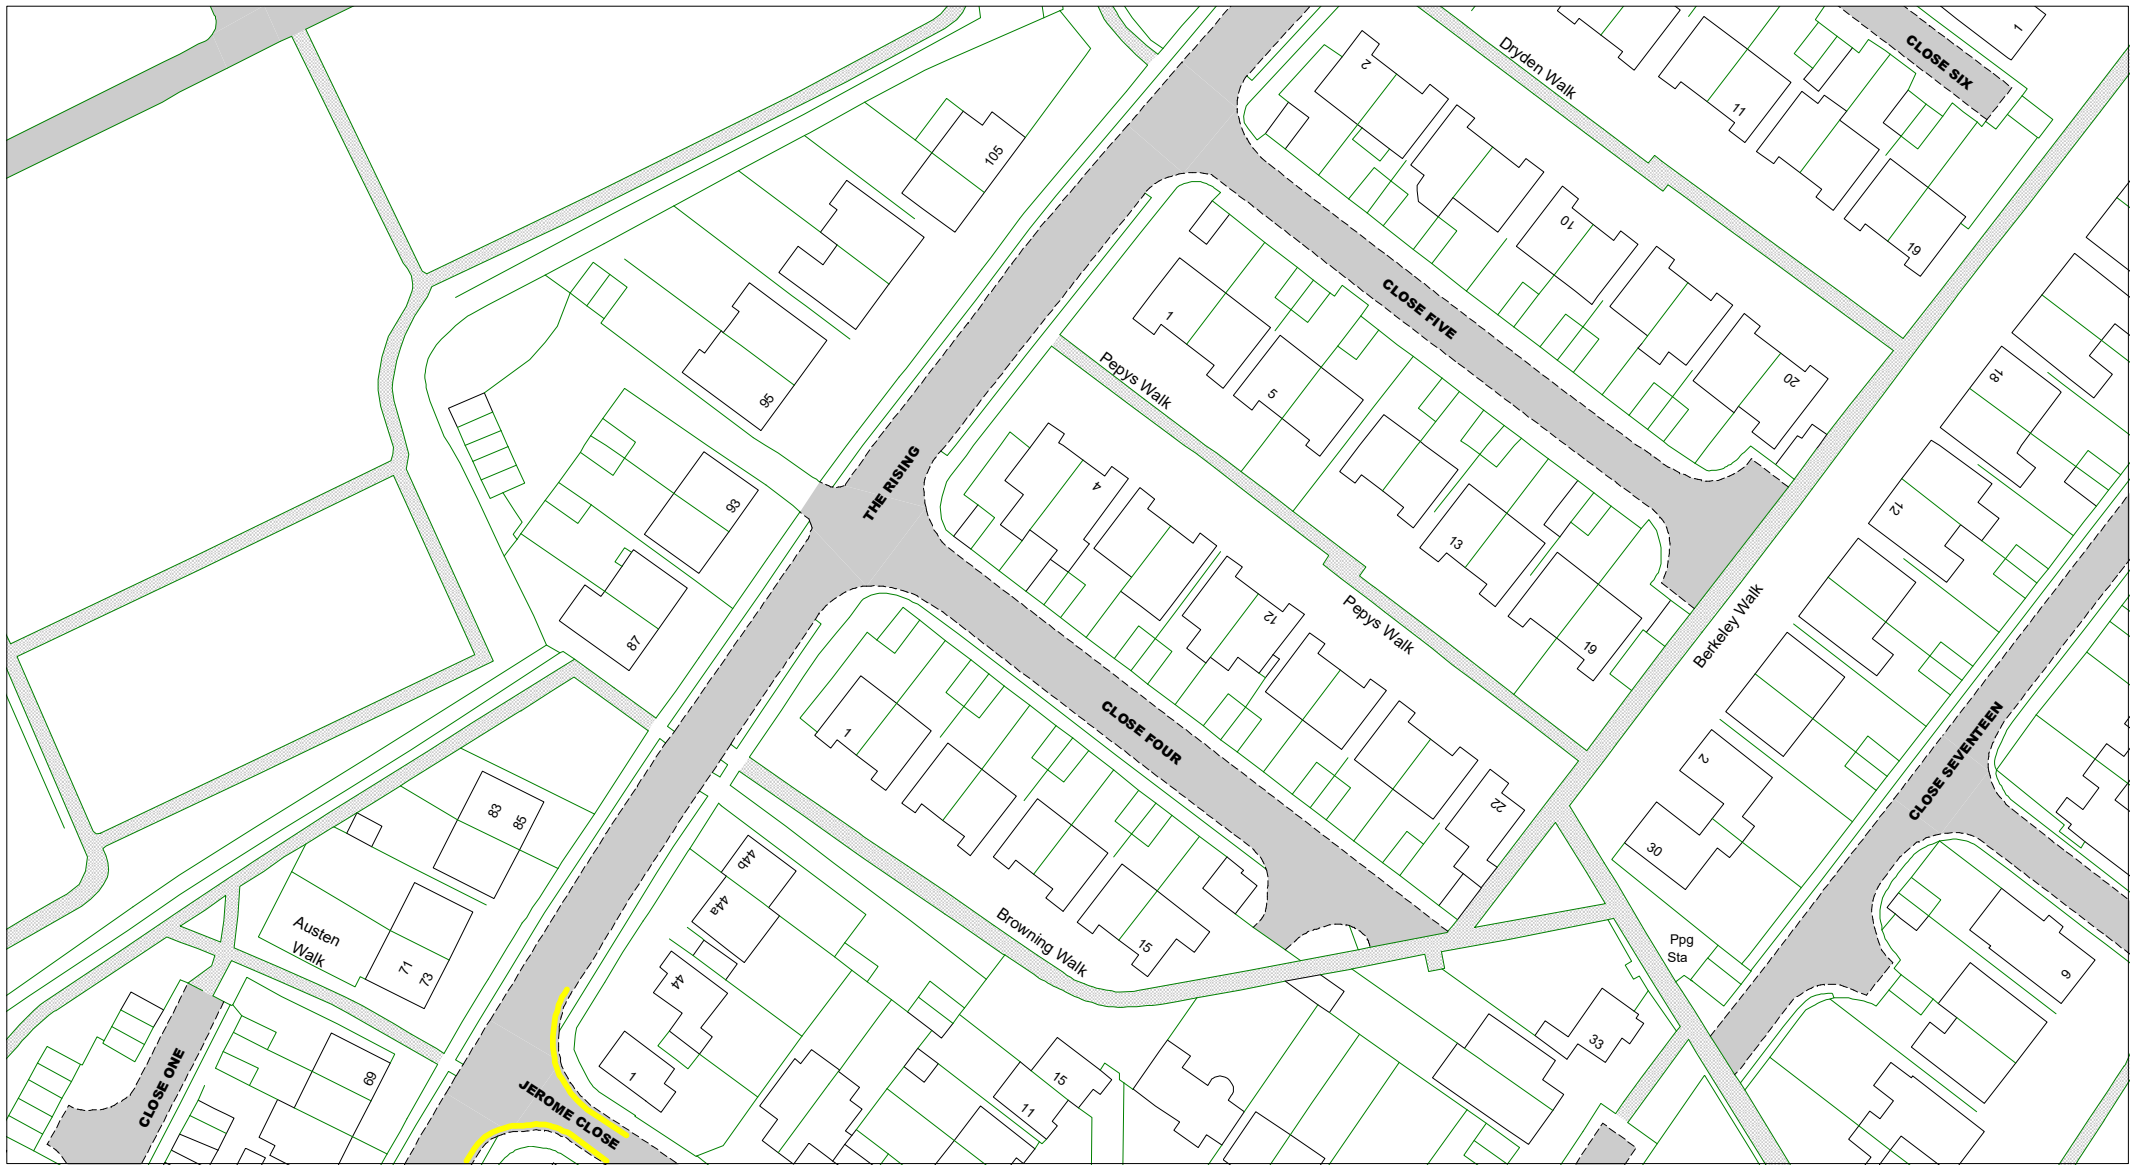 1
CLOSE SIX
Dryden Walk
2
11
105
19
10
CLOSE FIVE
1
Pepys Walk
5
20
18
95
THE RISING
4
93
12
13
12
Pepys Walk
Berkeley Walk
19
87
1
CLOSE FOUR
2
CLOSE SEVENTEEN
22
83
85
30
44b
44a
Austen
Walk
Browning Walk
15
Ppg
Sta
71
73
44
9
33
69
CLOSE ONE
1
JEROME CLOSE
15
11